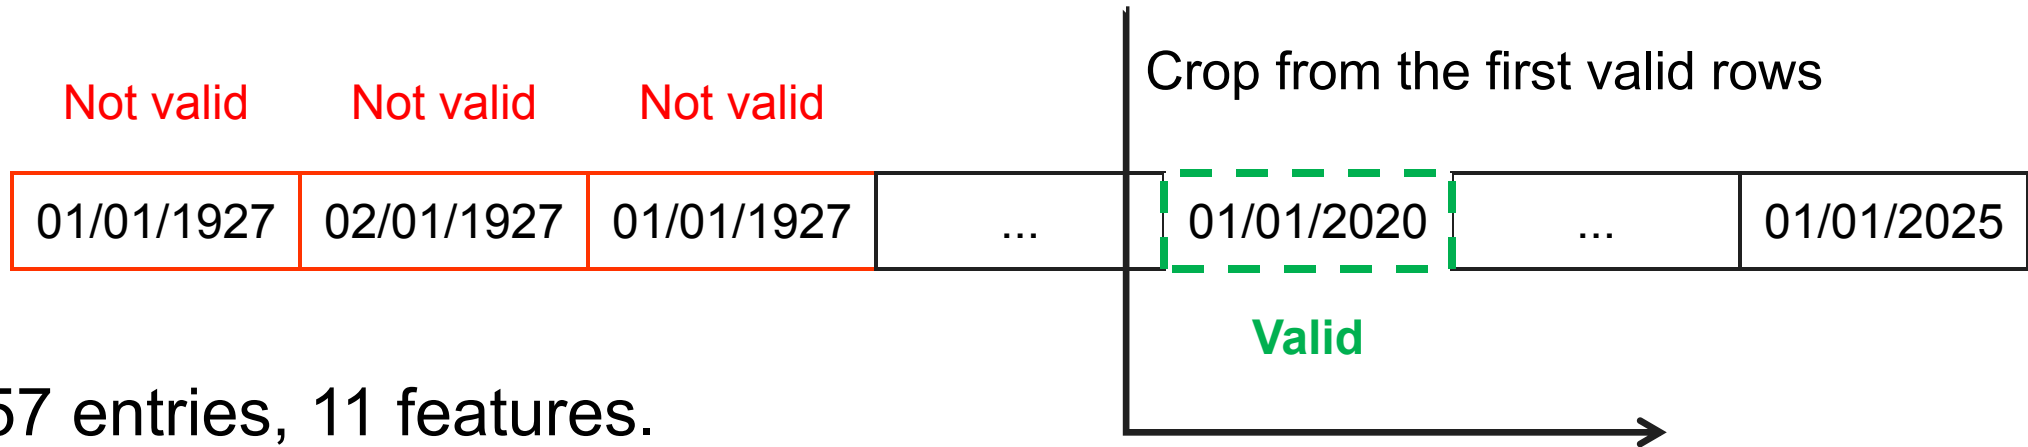 Crop from the first valid rows
Not valid Not valid Not valid
01/01/1927 02/01/1927 01/01/1927 ... 01/01/2020 ... 01/01/2025
Valid
57 entries, 11 features.